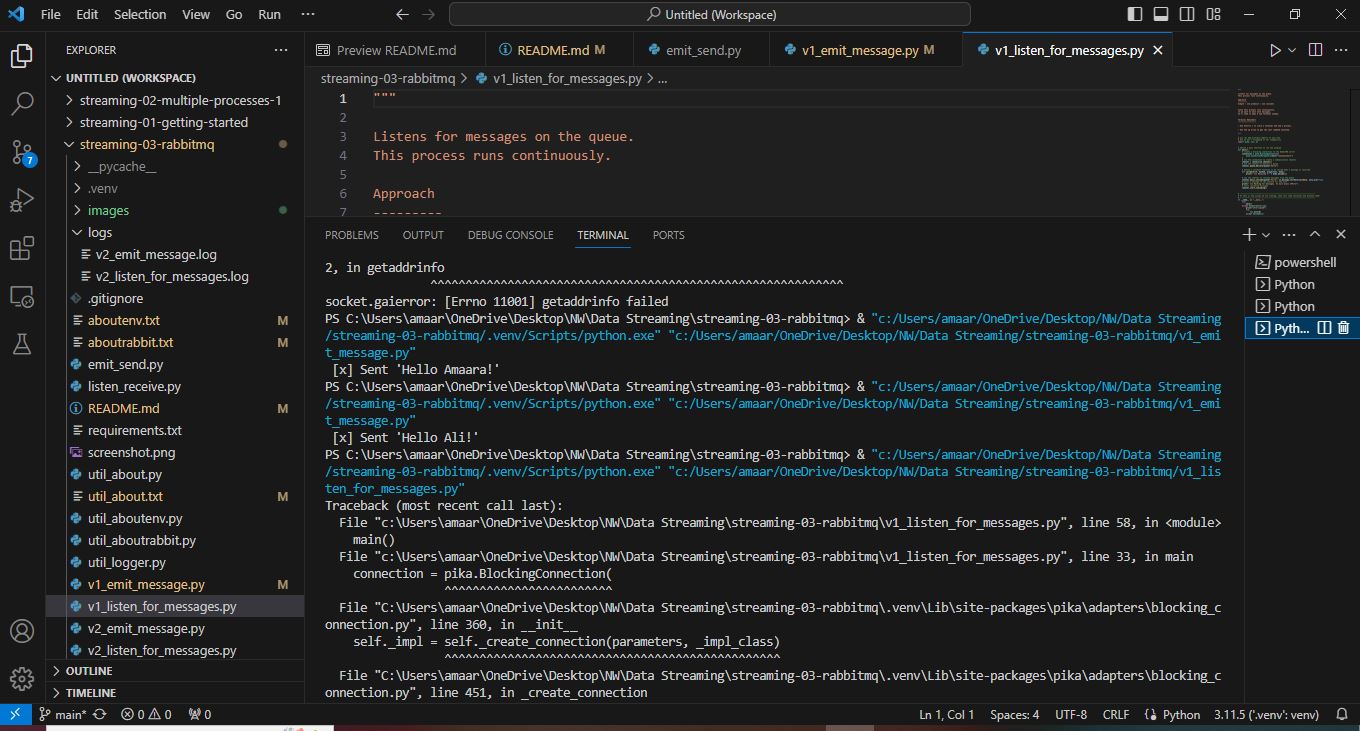 File Edit Selection View Go Run ··· Untitled (Workspace)
EXPLORER ···
UNTITLED (WORKSPACE)
streaming-02-multiple-processes-1
streaming-01-getting-started
streaming-03-rabbitmq
__pycache__
.venv
images
logs
v2_emit_message.log
v2_listen_for_messages.log
.gitignore
aboutenv.txt M
aboutrabbit.txt M
emit_send.py
listen_receive.py
README.md M
requirements.txt
screenshot.png
util_about.py
util_about.txt M
util_aboutenv.py
util_aboutrabbit.py
util_logger.py
v1_emit_message.py M
v1_listen_for_messages.py
v2_emit_message.py
v2_listen_for_messages.py
OUTLINE
TIMELINE
7
Preview README.md README.md M emit_send.py v1_emit_message.py M v1_listen_for_messages.py
streaming-03-rabbitmq > v1_listen_for_messages.py > ...
1 """
2
3 Listens for messages on the queue.
4 This process runs continuously.
5
6 Approach
7 ---------
PROBLEMS OUTPUT DEBUG CONSOLE TERMINAL PORTS
2, in getaddrinfo
^^^^^^^^^^^^^^^^^^^^^^^^^^^^^^^^^^^^^^^^^^^^^^^^^^^^^^^^^^^^
socket.gaierror: [Errno 11001] getaddrinfo failed
PS C:\Users\amaar\OneDrive\Desktop\NW\Data Streaming\streaming-03-rabbitmq> & "c:/Users/amaar/OneDrive/Desktop/NW/Data Streaming
/streaming-03-rabbitmq/.venv/Scripts/python.exe" "c:/Users/amaar/OneDrive/Desktop/NW/Data Streaming/streaming-03-rabbitmq/v1_emi
t_message.py"
[x] Sent 'Hello Amaara!'
PS C:\Users\amaar\OneDrive\Desktop\NW\Data Streaming\streaming-03-rabbitmq> & "c:/Users/amaar/OneDrive/Desktop/NW/Data Streaming
/streaming-03-rabbitmq/.venv/Scripts/python.exe" "c:/Users/amaar/OneDrive/Desktop/NW/Data Streaming/streaming-03-rabbitmq/v1_emi
t_message.py"
[x] Sent 'Hello Ali!'
PS C:\Users\amaar\OneDrive\Desktop\NW\Data Streaming\streaming-03-rabbitmq> & "c:/Users/amaar/OneDrive/Desktop/NW/Data Streaming
/streaming-03-rabbitmq/.venv/Scripts/python.exe" "c:/Users/amaar/OneDrive/Desktop/NW/Data Streaming/streaming-03-rabbitmq/v1_lis
ten_for_messages.py"
Traceback (most recent call last):
File "c:\Users\amaar\OneDrive\Desktop\NW\Data Streaming\streaming-03-rabbitmq\v1_listen_for_messages.py", line 58, in <module>
main()
File "c:\Users\amaar\OneDrive\Desktop\NW\Data Streaming\streaming-03-rabbitmq\v1_listen_for_messages.py", line 33, in main
connection = pika.BlockingConnection(
^^^^^^^^^^^^^^^^^^^^^^^^
File "C:\Users\amaar\OneDrive\Desktop\NW\Data Streaming\streaming-03-rabbitmq\.venv\Lib\site-packages\pika\adapters\blocking_c
onnection.py", line 360, in __init__
self._impl = self._create_connection(parameters, _impl_class)
^^^^^^^^^^^^^^^^^^^^^^^^^^^^^^^^^^^^^^^^^^^^^^^^
File "C:\Users\amaar\OneDrive\Desktop\NW\Data Streaming\streaming-03-rabbitmq\.venv\Lib\site-packages\pika\adapters\blocking_c
onnection.py", line 451, in _create_connection
powershell
Python
Python
Pyth...
main* 0 0 0 Ln 1, Col 1 Spaces: 4 UTF-8 CRLF Python 3.11.5 ('.venv': venv)